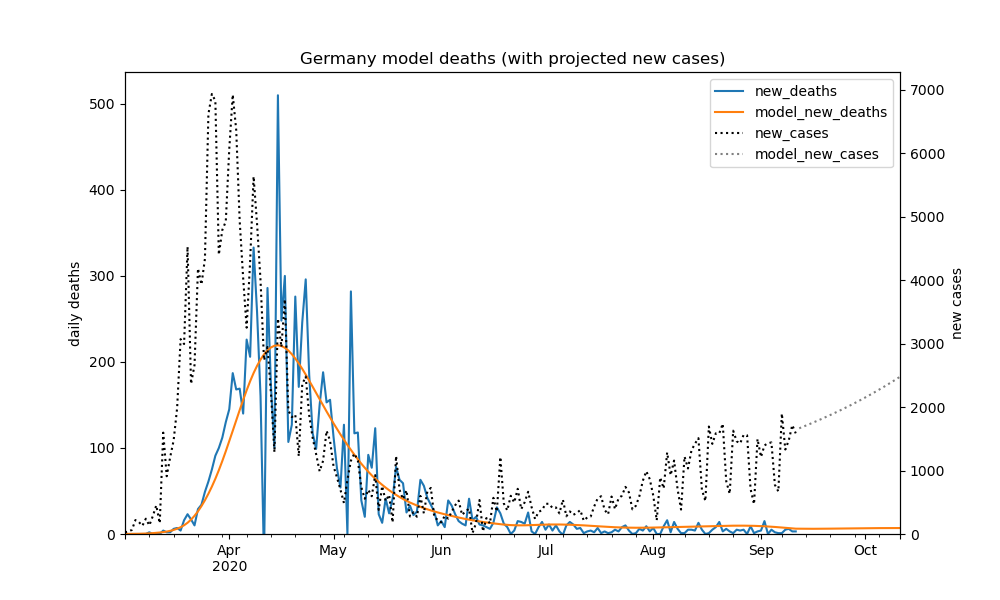 Germany model deaths (with projected new cases)
new_deaths
model_new_deaths
new_cases
model_new_cases
daily deaths
500
400
300
200
100
0
7000
6000
5000
4000
3000
2000
1000
0
new cases
Apr May Jun Jul Aug Sep Oct
2020